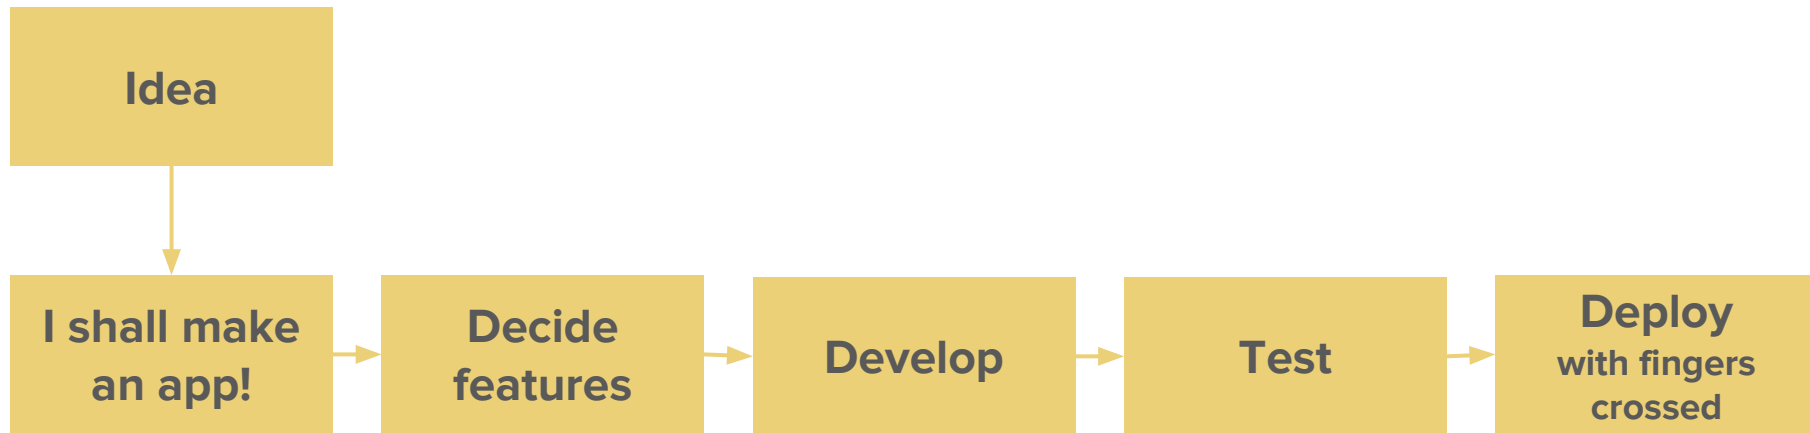 Idea
I shall make
an app!
Decide
features
Develop
Test
Deploy
with fingers
crossed